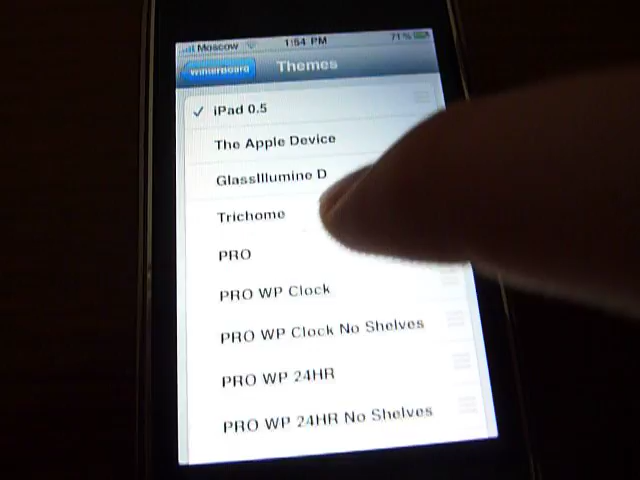 Moscow 1:54 PM 71%
WinterBoard Themes
iPad 0.5
The Apple Device
GlassIllumine D
Trichome
PRO
PRO WP Clock
PRO WP Clock No Shelves
PRO WP 24HR
PRO WP 24HR No Shelves